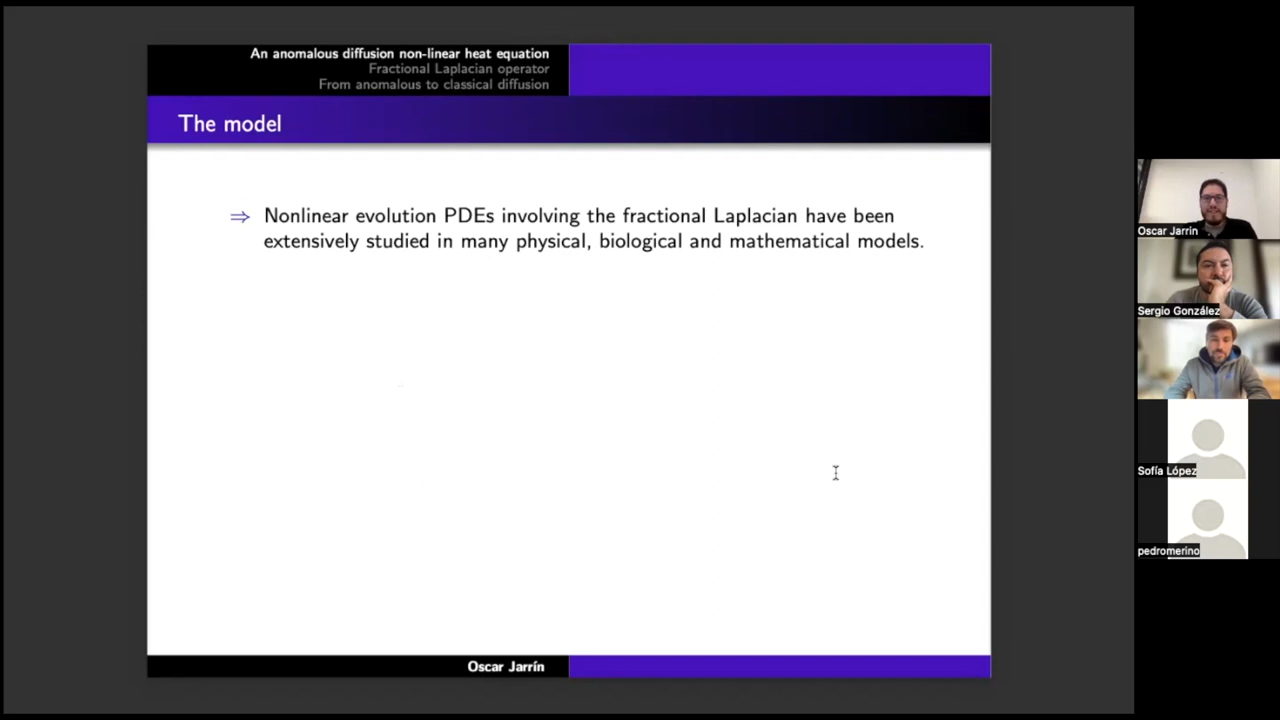 An anomalous diffusion non-linear heat equation
Fractional Laplacian operator
From anomalous to classical diffusion
The model
⇒ Nonlinear evolution PDEs involving the fractional Laplacian have been
extensively studied in many physical, biological and mathematical models.
Oscar Jarrín
Oscar Jarrín
Sergio González
Sofía López
pedromerino